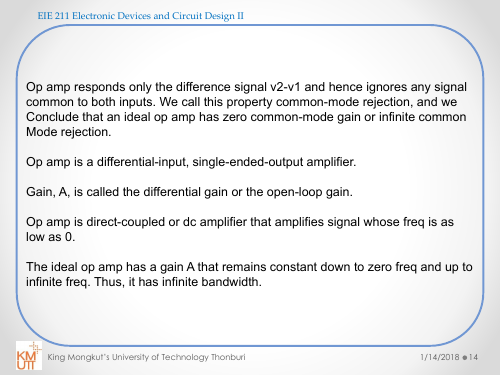 EIE 211 Electronic Devices and Circuit Design II
Op amp responds only the difference signal v2-v1 and hence ignores any signal
common to both inputs. We call this property common-mode rejection, and we
Conclude that an ideal op amp has zero common-mode gain or infinite common
Mode rejection.
Op amp is a differential-input, single-ended-output amplifier.
Gain, A, is called the differential gain or the open-loop gain.
Op amp is direct-coupled or dc amplifier that amplifies signal whose freq is as
low as 0.
The ideal op amp has a gain A that remains constant down to zero freq and up to
infinite freq. Thus, it has infinite bandwidth.
KM
UTT
King Mongkut's University of Technology Thonburi
1/14/2018 ● 14